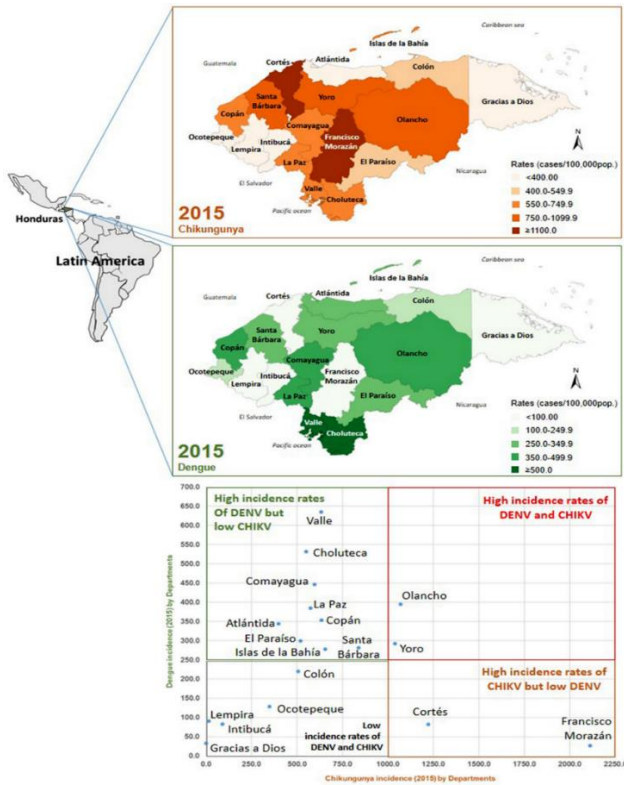 Caribbean sea
Islas de la Bahía
Guatemala
Cortés
Atlántida
Colón
Santa
Bárbara
Yoro
Gracias a Dios
Copán
Comayagua
Olancho
Ocotepeque
Francisco
Morazán
Intibucá
Lempira
La Paz
El Paraíso
El Salvador
Valle
Nicaragua
Choluteca
Pacific ocean
2015
Chikungunya
N
Rates (cases/100,000pop.)
<400.00
400.0-549.9
550.0-749.9
750.0-1099.9
≥1100.0
Honduras
Latin America
Caribbean sea
Islas de la Bahía
Guatemala
Cortés
Atlántida
Colón
Santa
Bárbara
Yoro
Gracias a Dios
Copán
Comayagua
Olancho
Ocotepeque
Intibucá
Francisco
Morazán
Lempira
La Paz
El Paraíso
El Salvador
Valle
Nicaragua
Choluteca
Pacific ocean
2015
Dengue
N
Rates (cases/100,000pop.)
<100.00
100.0-249.9
250.0-349.9
350.0-499.9
≥500.0
Dengue incidence (2015) by Departments
700.0
650.0
600.0
550.0
500.0
450.0
400.0
350.0
300.0
250.0
200.0
150.0
100.0
50.0
0.0
High incidence rates
Of DENV but
low CHIKV
High incidence rates of
DENV and CHIKV
Valle
Choluteca
Comayagua
La Paz
Olancho
Atlántida
Copán
El Paraíso
Santa
Bárbara
Islas de la Bahía
Yoro
Colón
High incidence rates of
CHIKV but low DENV
Ocotepeque
Lempira
Intibucá
Gracias a Dios
Low
incidence rates of
DENV and CHIKV
Cortés
Francisco
Morazán
0.0 250.0 500.0 750.0 1000.0 1250.0 1500.0 1750.0 2000.0 2250.0
Chikungunya incidence (2015) by Departments